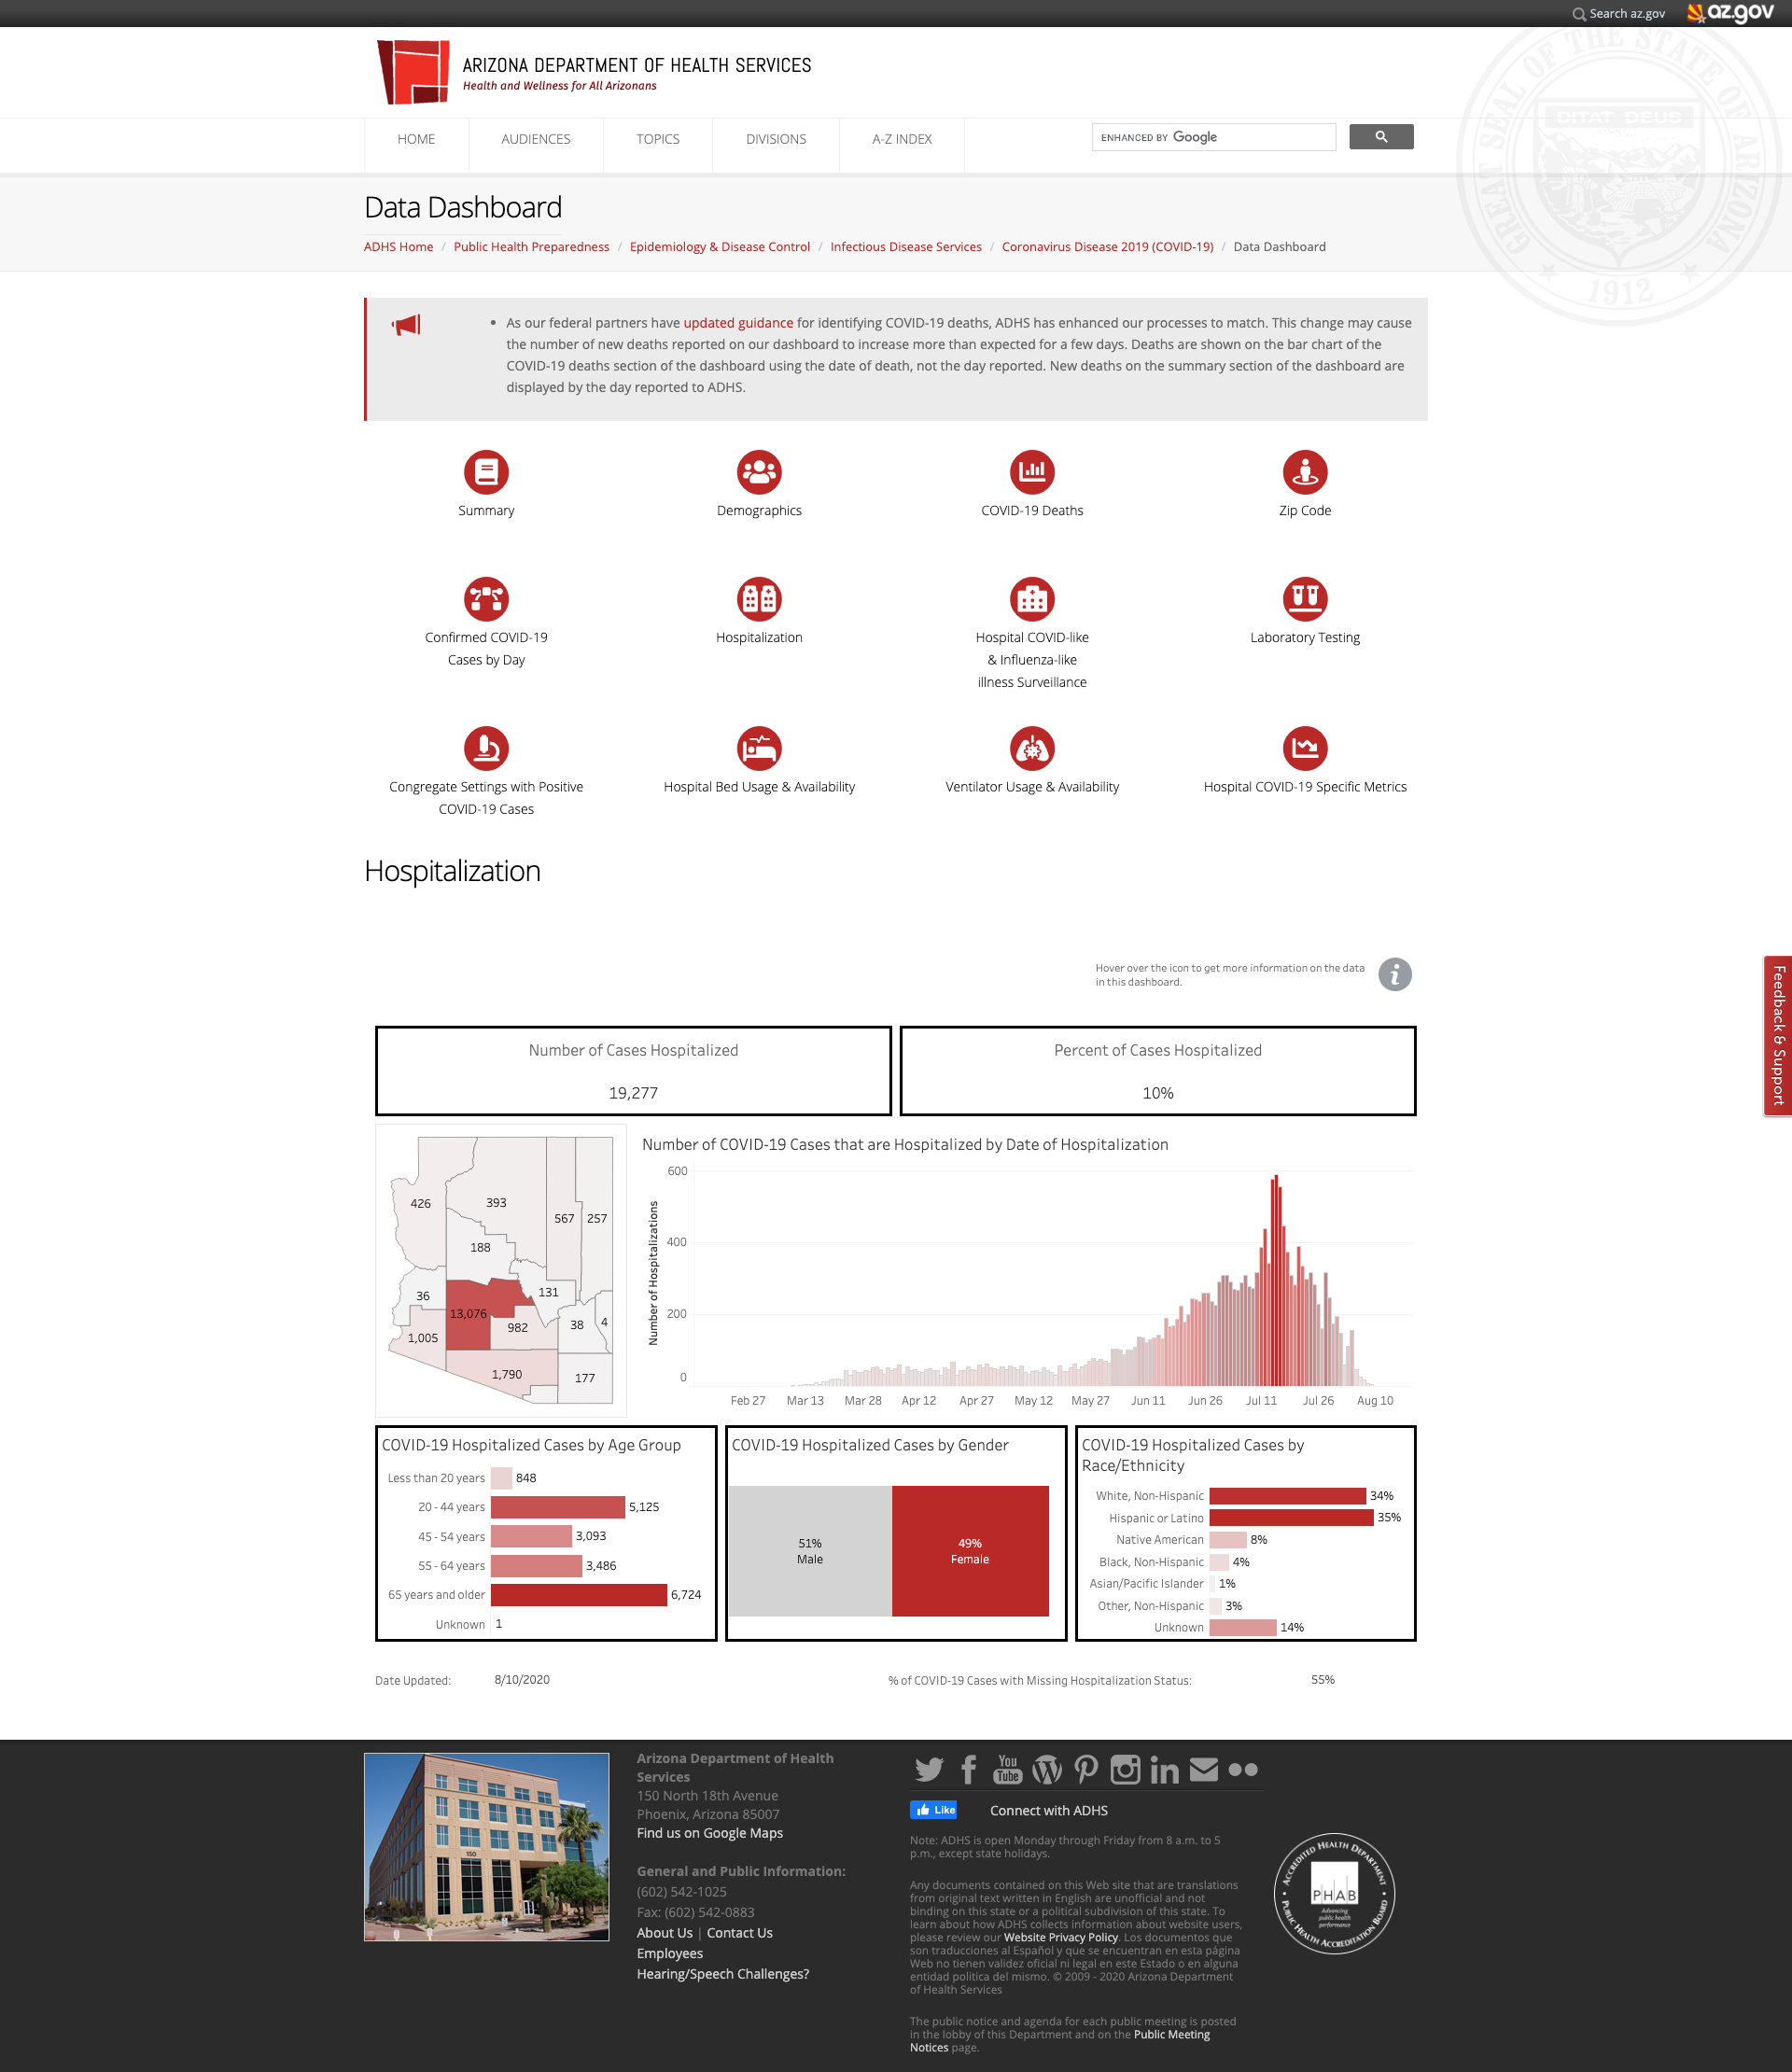 Search az.gov
az.gov
GREAT SEAL OF THE STATE OF ARIZONA
DITAT DEUS
1912
ARIZONA DEPARTMENT OF HEALTH SERVICES
Health and Wellness for All Arizonans
HOME AUDIENCES TOPICS DIVISIONS A-Z INDEX
ENHANCED BY Google
Data Dashboard
ADHS Home / Public Health Preparedness / Epidemiology & Disease Control / Infectious Disease Services / Coronavirus Disease 2019 (COVID-19) / Data Dashboard
• As our federal partners have updated guidance for identifying COVID-19 deaths, ADHS has enhanced our processes to match. This change may cause
the number of new deaths reported on our dashboard to increase more than expected for a few days. Deaths are shown on the bar chart of the
COVID-19 deaths section of the dashboard using the date of death, not the day reported. New deaths on the summary section of the dashboard are
displayed by the day reported to ADHS.
Summary
Demographics
COVID-19 Deaths
Zip Code
Confirmed COVID-19
Cases by Day
Hospitalization
Hospital COVID-like
& Influenza-like
illness Surveillance
Laboratory Testing
Congregate Settings with Positive
COVID-19 Cases
Hospital Bed Usage & Availability
Ventilator Usage & Availability
Hospital COVID-19 Specific Metrics
Hospitalization
Hover over the icon to get more information on the data
in this dashboard.
i
Feedback & Support
Number of Cases Hospitalized
19,277
Percent of Cases Hospitalized
10%
426
393
567
257
188
36
13,076
131
1,005
982
38
4
1,790
177
Number of COVID-19 Cases that are Hospitalized by Date of Hospitalization
Number of Hospitalizations
600
400
200
0
Feb 27 Mar 13 Mar 28 Apr 12 Apr 27 May 12 May 27 Jun 11 Jun 26 Jul 11 Jul 26 Aug 10
COVID-19 Hospitalized Cases by Age Group
Less than 20 years 848
20 - 44 years 5,125
45 - 54 years 3,093
55 - 64 years 3,486
65 years and older 6,724
Unknown 1
COVID-19 Hospitalized Cases by Gender
51%
Male
49%
Female
COVID-19 Hospitalized Cases by
Race/Ethnicity
White, Non-Hispanic 34%
Hispanic or Latino 35%
Native American 8%
Black, Non-Hispanic 4%
Asian/Pacific Islander 1%
Other, Non-Hispanic 3%
Unknown 14%
Date Updated: 8/10/2020
% of COVID-19 Cases with Missing Hospitalization Status: 55%
150
Arizona Department of Health
Services
150 North 18th Avenue
Phoenix, Arizona 85007
Find us on Google Maps
General and Public Information:
(602) 542-1025
Fax: (602) 542-0883
About Us | Contact Us
Employees
Hearing/Speech Challenges?
You
Tube
Like
Connect with ADHS
Note: ADHS is open Monday through Friday from 8 a.m. to 5
p.m., except state holidays.
Any documents contained on this Web site that are translations
from original text written in English are unofficial and not
binding on this state or a political subdivision of this state. To
learn about how ADHS collects information about website users,
please review our Website Privacy Policy. Los documentos que
son traducciones al Español y que se encuentran en esta página
Web no tienen validez oficial ni legal en este Estado o en alguna
entidad politica del mismo. © 2009 - 2020 Arizona Department
of Health Services
The public notice and agenda for each public meeting is posted
in the lobby of this Department and on the Public Meeting
Notices page.
ACCREDITED HEALTH DEPARTMENT
PHAB
Advancing
public health
performance
PUBLIC HEALTH ACCREDITATION BOARD